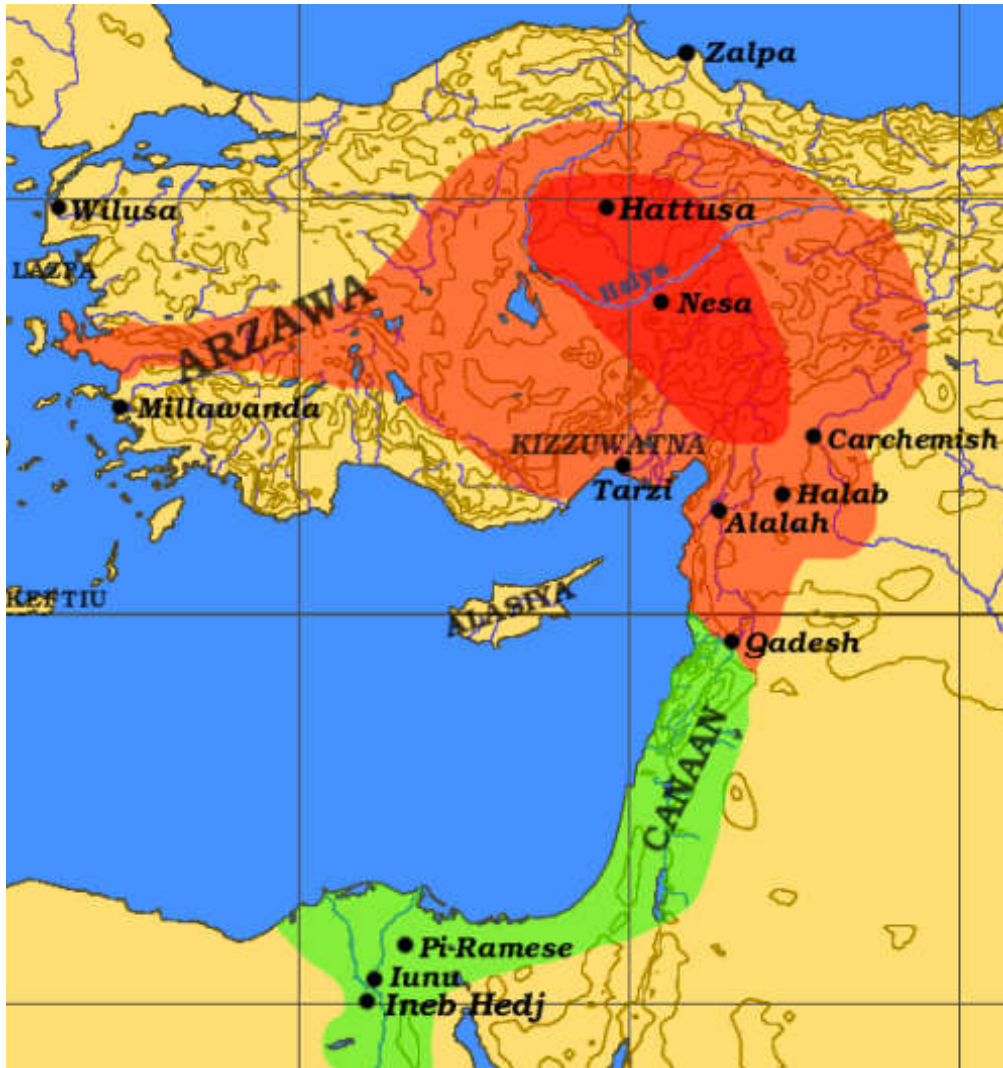 Zalpa
Wilusa
Hattusa
LAZPA
Halys
ARZAWA
Nesa
Millawanda
KIZZUWATNA
Carchemish
Tarzi
Halab
Alalah
KEFTIU
ALASIYA
Qadesh
CANAAN
Pi-Ramese
Iunu
Ineb Hedj